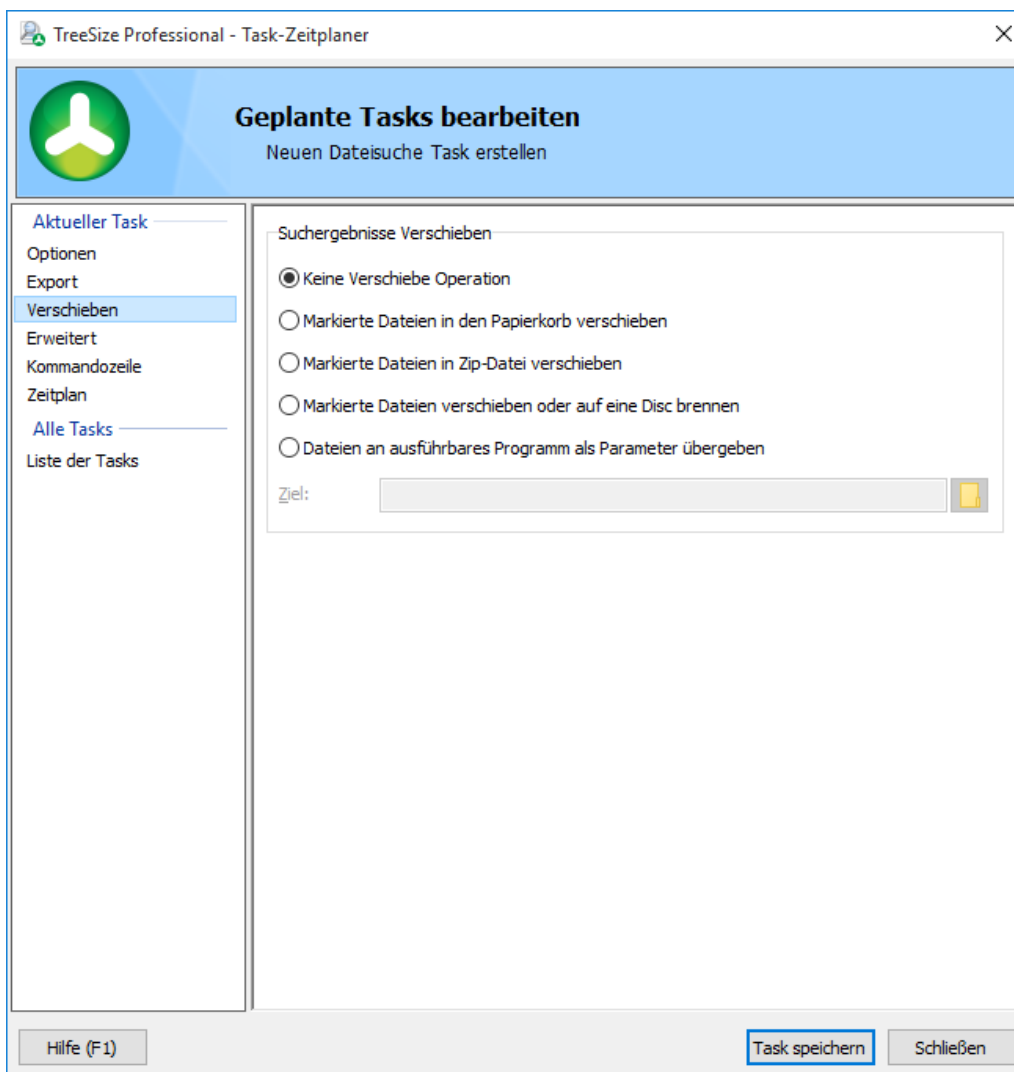 TreeSize Professional - Task-Zeitplaner
Geplante Tasks bearbeiten
Neuen Dateisuche Task erstellen
Aktueller Task
Optionen
Export
Verschieben
Erweitert
Kommandozeile
Zeitplan
Alle Tasks
Liste der Tasks
Suchergebnisse Verschieben
Keine Verschiebe Operation
Markierte Dateien in den Papierkorb verschieben
Markierte Dateien in Zip-Datei verschieben
Markierte Dateien verschieben oder auf eine Disc brennen
Dateien an ausführbares Programm als Parameter übergeben
Ziel:
Hilfe (F1)
Task speichern
Schließen